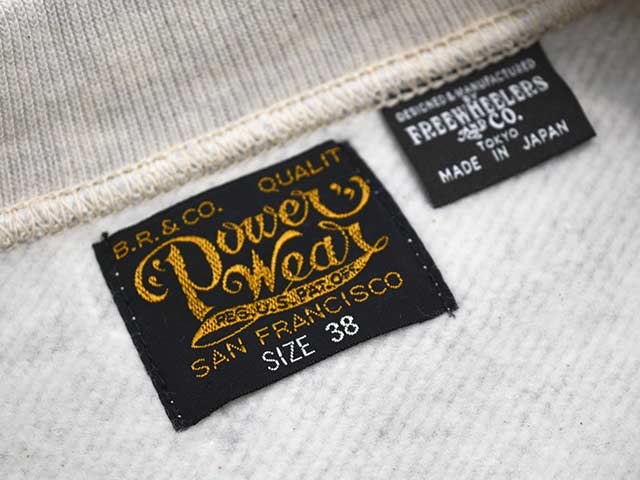 B.R.& CO. QUALIT
"Power"
Wear
REG. U.S. PAT. OFF.
SAN FRANCISCO
SIZE 38
DESIGNED & MANUFACTURED
FREEWHEELERS
AND CO.
TOKYO
MADE IN JAPAN